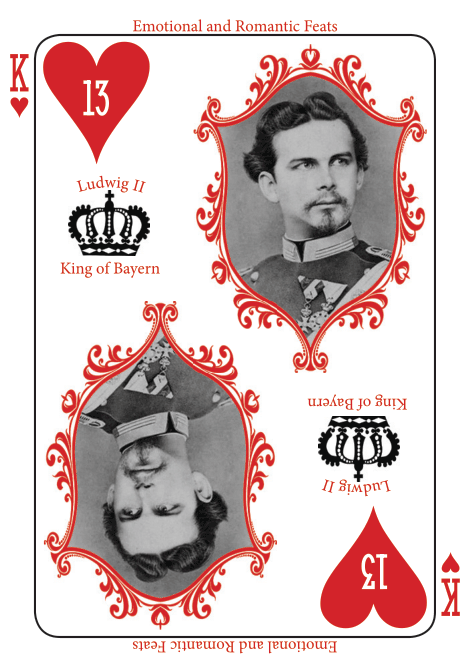 Emotional and Romantic Feats
K
13
Ludwig II
King of Bayern
King of Bayern
Ludwig II
13
K
Emotional and Romantic Feats